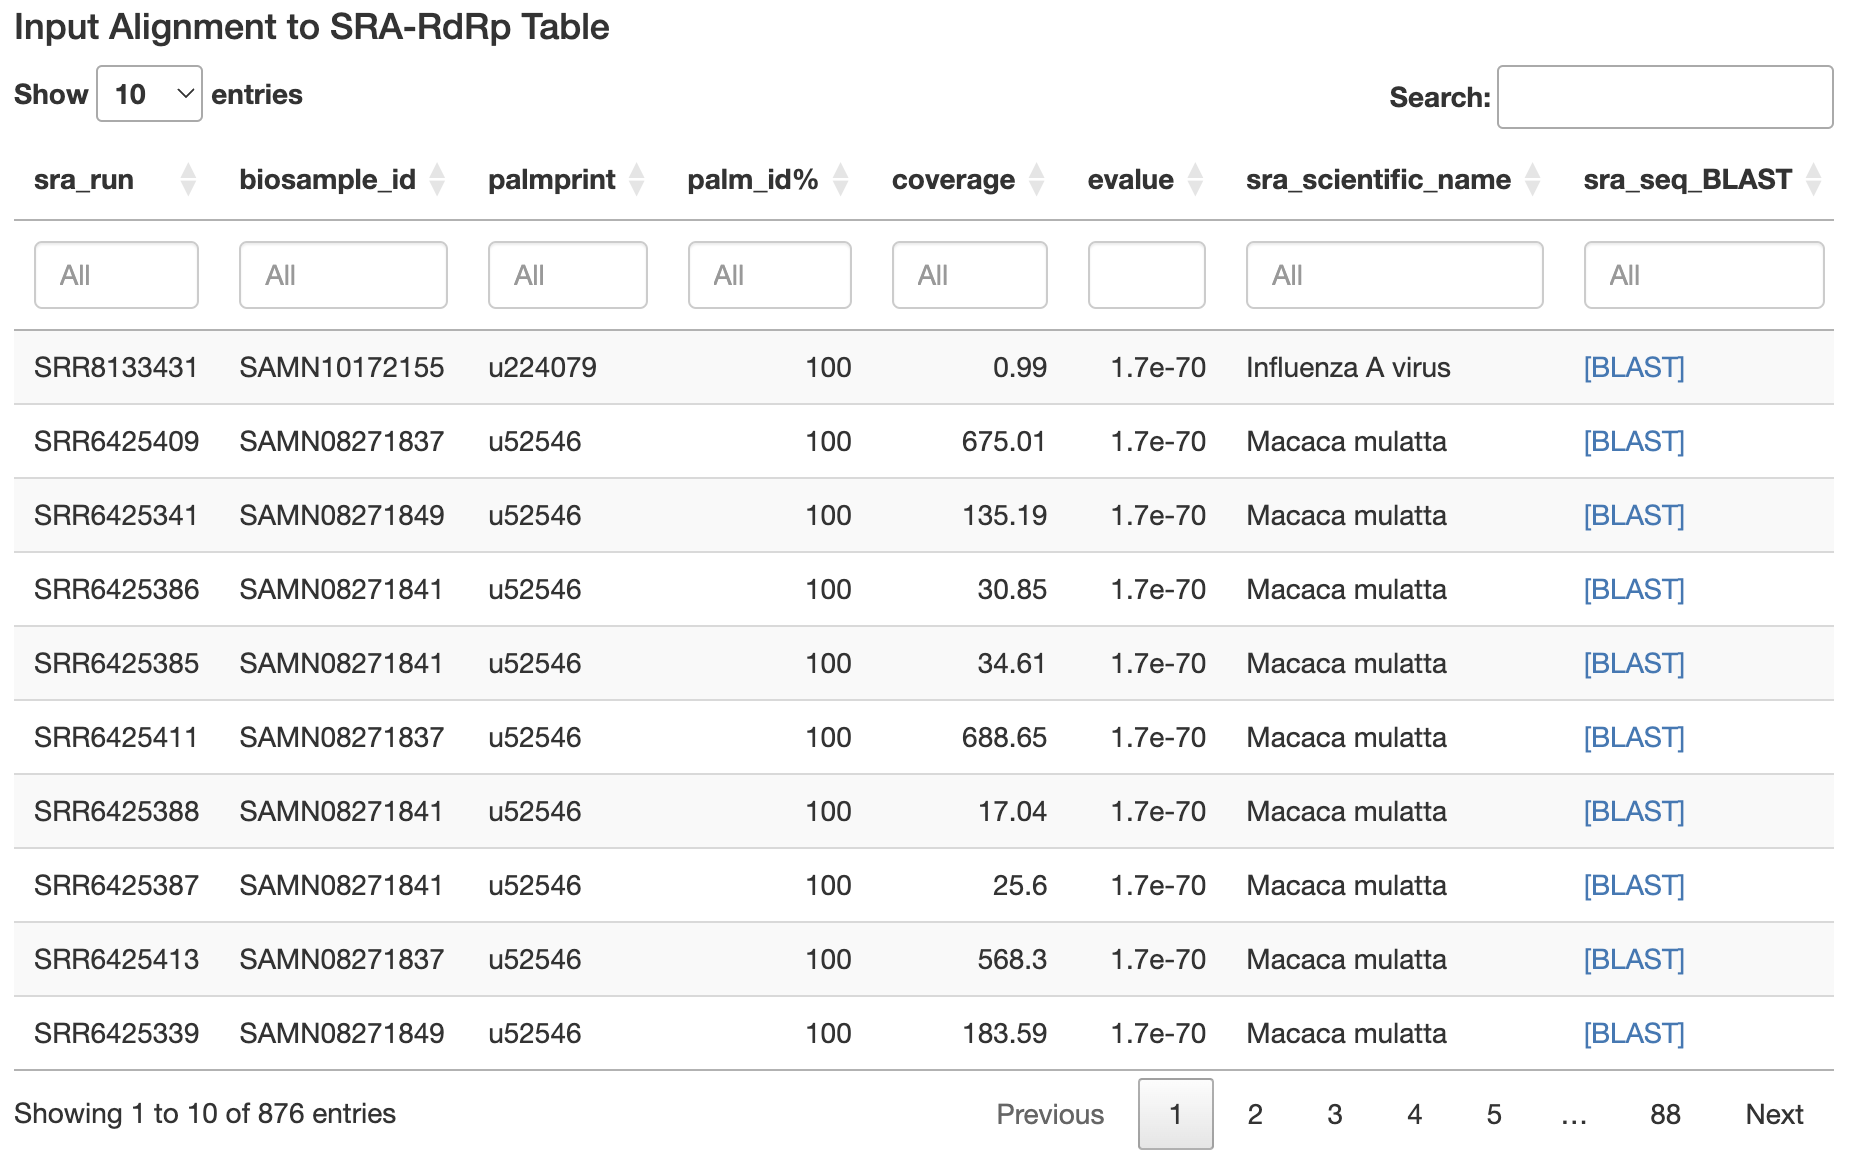 Input Alignment to SRA-RdRp Table
Show 10 entries Search:
sra_run biosample_id palmprint palm_id% coverage evalue sra_scientific_name sra_seq_BLAST
All All All All All All All
SRR8133431 SAMN10172155 u224079 100 0.99 1.7e-70 Influenza A virus [BLAST]
SRR6425409 SAMN08271837 u52546 100 675.01 1.7e-70 Macaca mulatta [BLAST]
SRR6425341 SAMN08271849 u52546 100 135.19 1.7e-70 Macaca mulatta [BLAST]
SRR6425386 SAMN08271841 u52546 100 30.85 1.7e-70 Macaca mulatta [BLAST]
SRR6425385 SAMN08271841 u52546 100 34.61 1.7e-70 Macaca mulatta [BLAST]
SRR6425411 SAMN08271837 u52546 100 688.65 1.7e-70 Macaca mulatta [BLAST]
SRR6425388 SAMN08271841 u52546 100 17.04 1.7e-70 Macaca mulatta [BLAST]
SRR6425387 SAMN08271841 u52546 100 25.6 1.7e-70 Macaca mulatta [BLAST]
SRR6425413 SAMN08271837 u52546 100 568.3 1.7e-70 Macaca mulatta [BLAST]
SRR6425339 SAMN08271849 u52546 100 183.59 1.7e-70 Macaca mulatta [BLAST]
Showing 1 to 10 of 876 entries Previous 1 2 3 4 5 … 88 Next